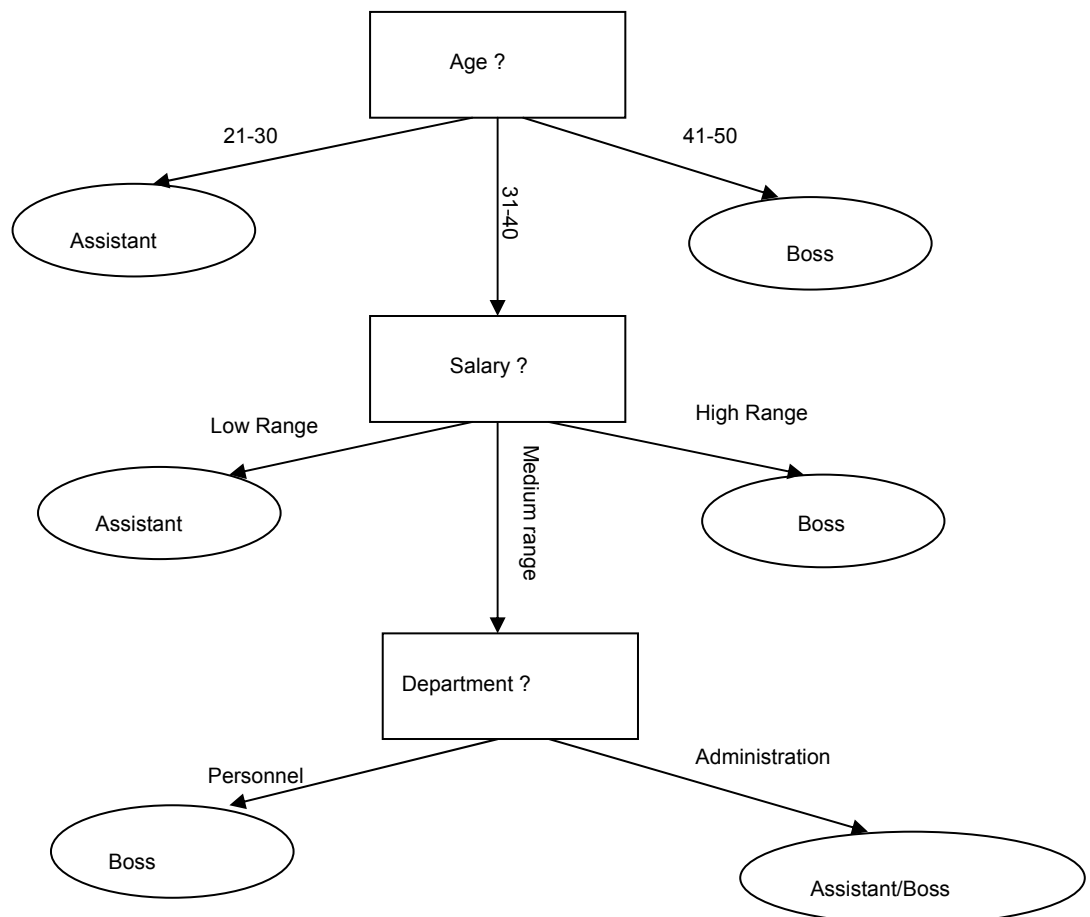 Age ?
21-30
41-50
31-40
Assistant
Boss
Salary ?
Low Range
High Range
Medium range
Assistant
Boss
Department ?
Personnel
Administration
Boss
Assistant/Boss